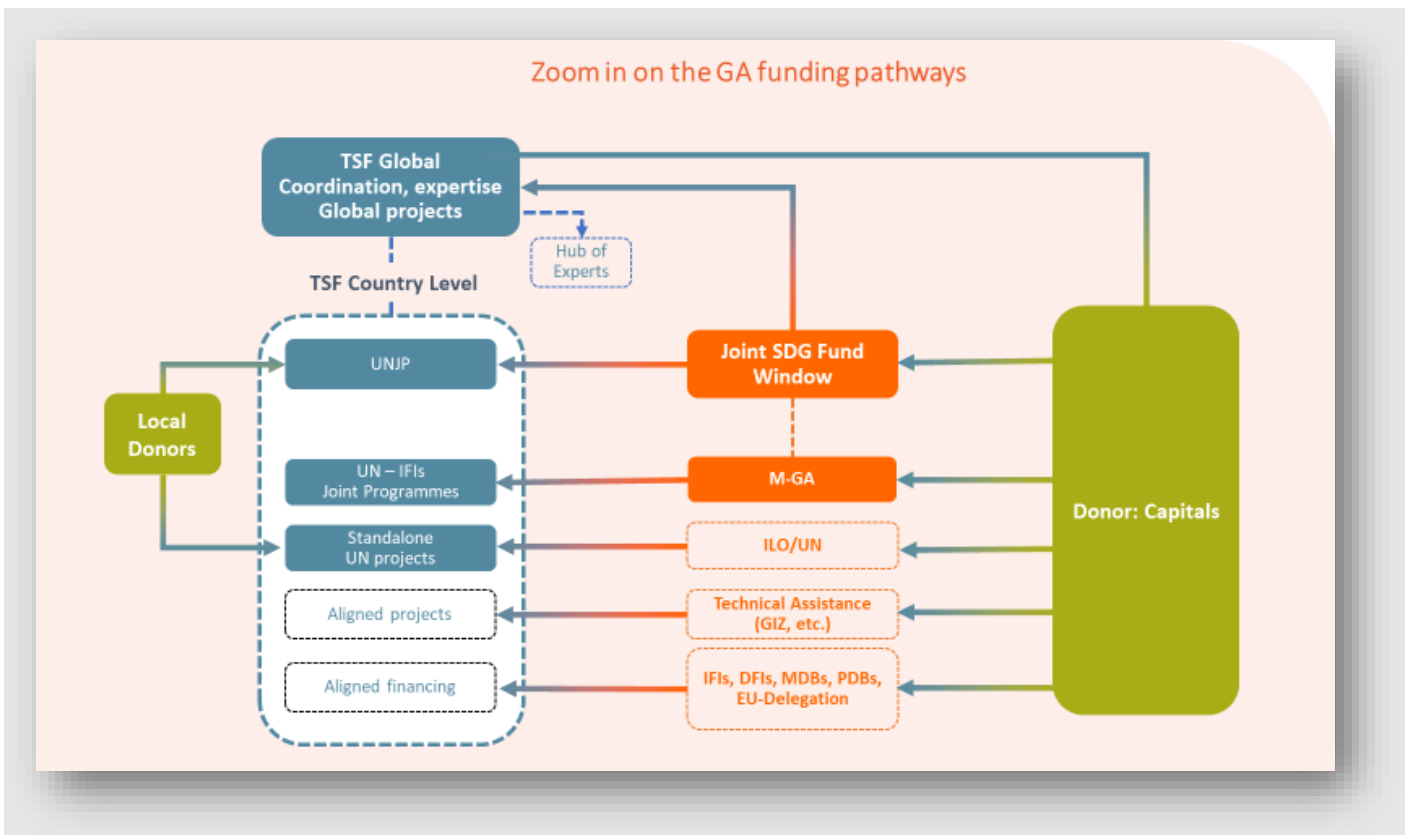 Zoom in on the GA funding pathways
TSF Global
Coordination, expertise
Global projects
Hub of
Experts
TSF Country Level
UNJP
Joint SDG Fund
Window
Local
Donors
UN – IFIs
Joint Programmes
M-GA
Donor: Capitals
Standalone
UN projects
ILO/UN
Aligned projects
Technical Assistance
(GIZ, etc.)
Aligned financing
IFIs, DFIs, MDBs, PDBs,
EU-Delegation